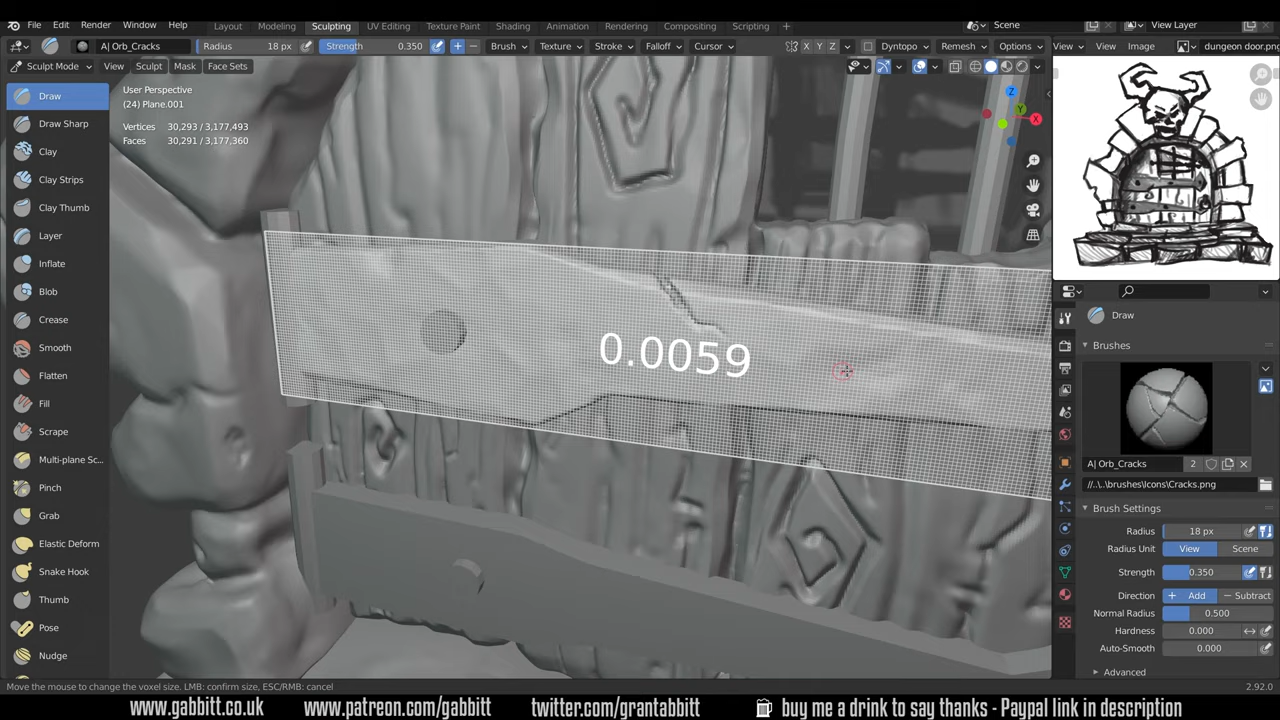 File Edit Render Window Help Layout Modeling Sculpting UV Editing Texture Paint Shading Animation Rendering Compositing Scripting + Scene View Layer
A| Orb_Cracks Radius 18 px Strength 0.350 + − Brush Texture Stroke Falloff Cursor X Y Z Dyntopo Remesh Options View View Image dungeon door.png
Sculpt Mode View Sculpt Mask Face Sets
Draw
Draw Sharp
Clay
Clay Strips
Clay Thumb
Layer
Inflate
Blob
Crease
Smooth
Flatten
Fill
Scrape
Multi-plane Sc...
Pinch
Grab
Elastic Deform
Snake Hook
Thumb
Pose
Nudge
User Perspective
(24) Plane.001
Vertices 30,293 / 3,177,493
Faces 30,291 / 3,177,360
Z
Y
X
0.0059
Draw
Brushes
A| Orb_Cracks 2
//..\..\brushes\Icons\Cracks.png
Brush Settings
Radius 18 px
Radius Unit View Scene
Strength 0.350
Direction + Add − Subtract
Normal Radius 0.500
Hardness 0.000
Auto-Smooth 0.000
Advanced
Move the mouse to change the voxel size. LMB: confirm size, ESC/RMB: cancel 2.92.0
www.gabbitt.co.uk www.patreon.com/gabbitt twitter.com/grantabbitt buy me a drink to say thanks - Paypal link in description